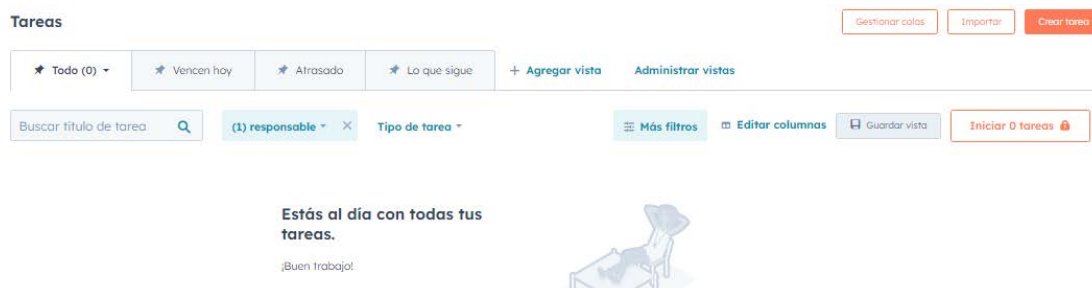 Tareas
Gestionar colas
Importar
Crear tarea
Todo (0)
Vencen hoy
Atrasado
Lo que sigue
+ Agregar vista
Administrar vistas
Buscar título de tarea
(1) responsable
Tipo de tarea
Más filtros
Editar columnas
Guardar vista
Iniciar 0 tareas
Estás al día con todas tus
tareas.
¡Buen trabajo!